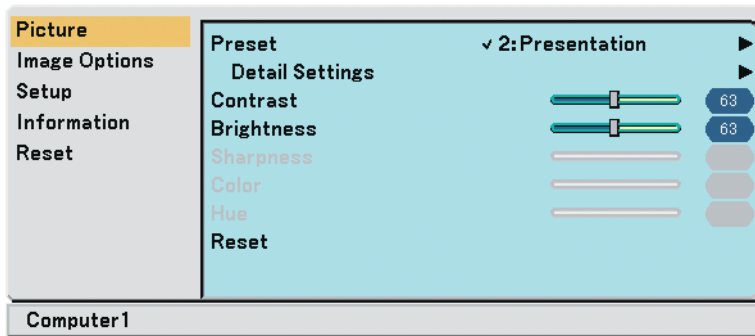 Picture
Image Options
Setup
Information
Reset
Preset ✓ 2:Presentation ▶
Detail Settings ▶
Contrast 63
Brightness 63
Sharpness
Color
Hue
Reset
Computer1